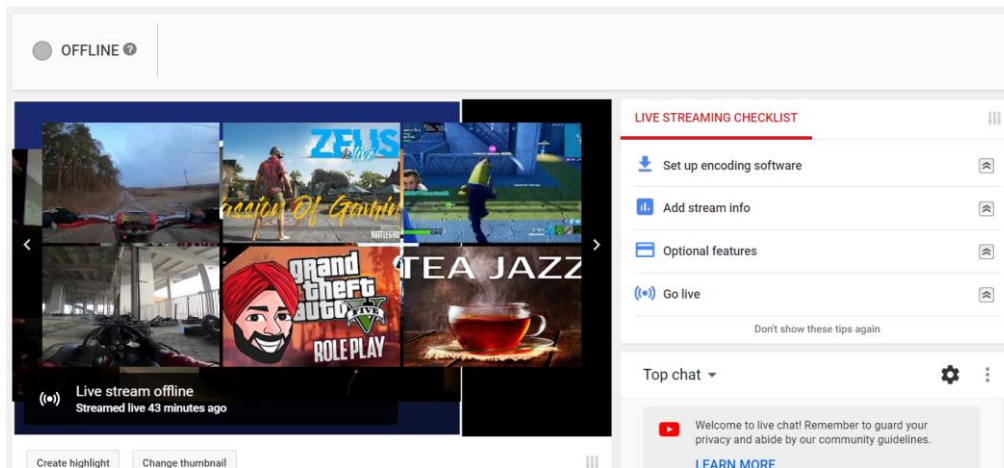 OFFLINE
LIVE STREAMING CHECKLIST
Set up encoding software
Add stream info
Optional features
Go live
Don't show these tips again
ZEUS
live
assion Of Gamin
grand
theft
auto
FIVE
ROLE PLAY
TEA JAZZ
Live stream offline
Streamed live 43 minutes ago
Create highlight
Change thumbnail
Top chat
Welcome to live chat! Remember to guard your
privacy and abide by our community guidelines.
LEARN MORE